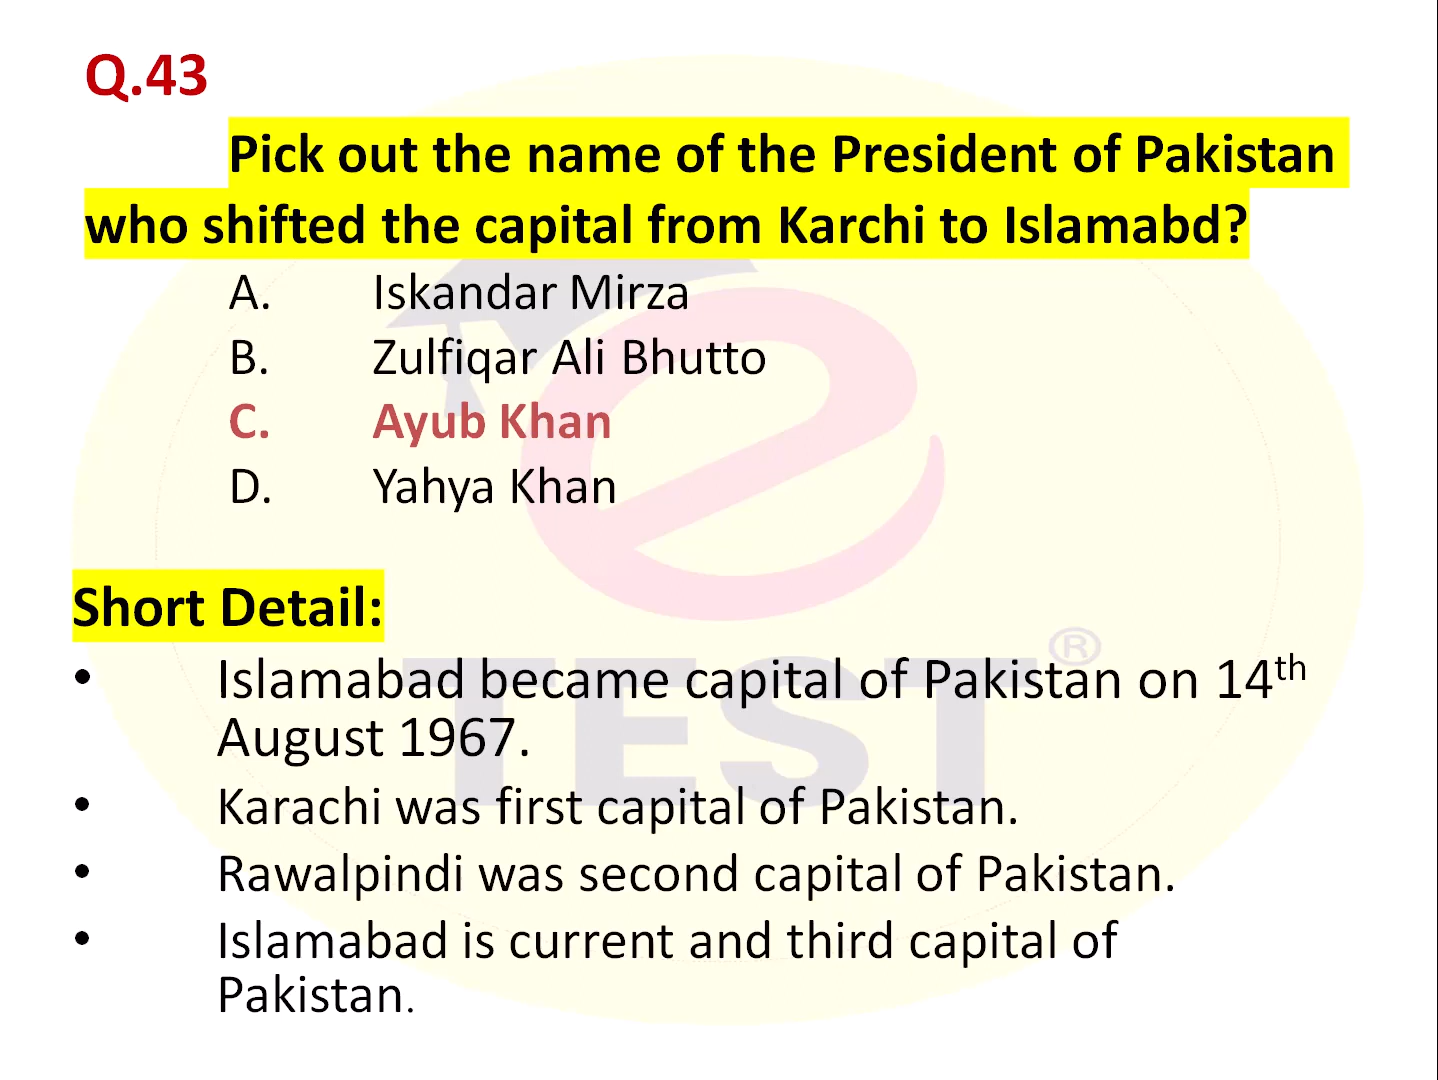 Q.43
Pick out the name of the President of Pakistan
who shifted the capital from Karchi to Islamabd?
A. Iskandar Mirza
B. Zulfiqar Ali Bhutto
C. Ayub Khan
D. Yahya Khan
Short Detail:
• Islamabad became capital of Pakistan on 14th
August 1967.
• Karachi was first capital of Pakistan.
• Rawalpindi was second capital of Pakistan.
• Islamabad is current and third capital of
Pakistan.
e
TEST®